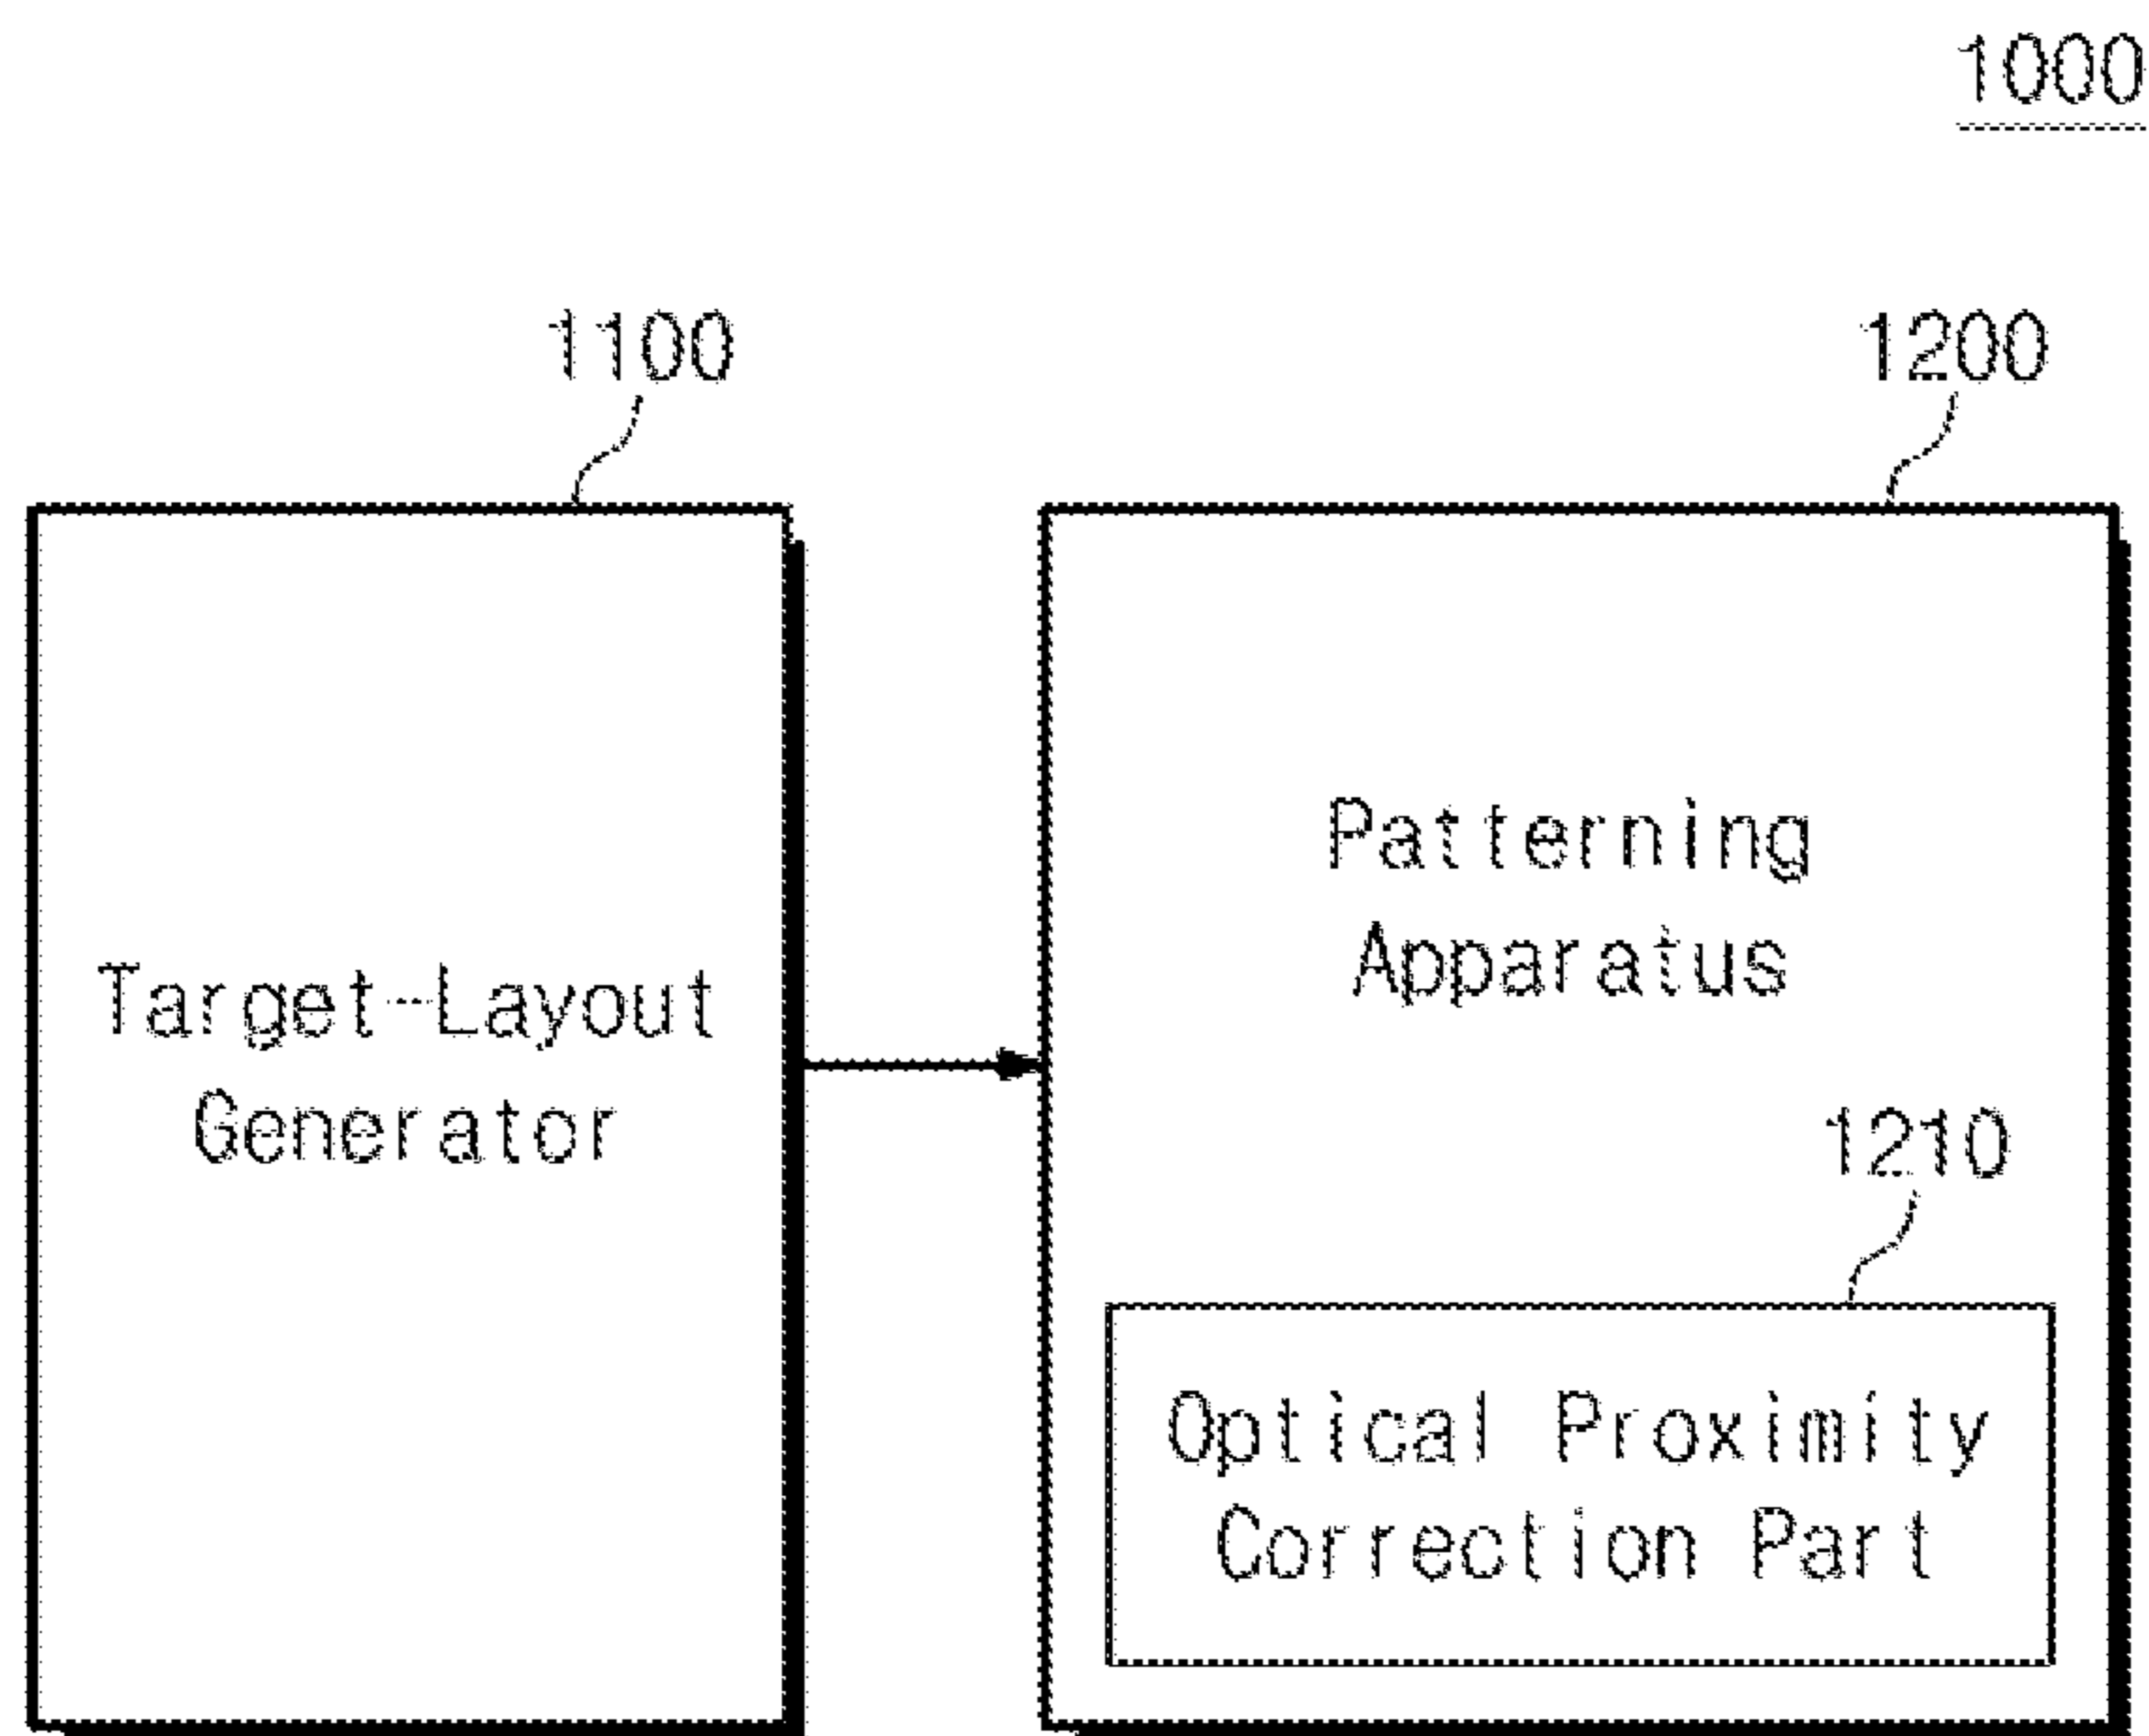 1000
1100
1200
Target-Layout
Generator
Patterning
Apparatus
1210
Optical Proximity
Correction Part